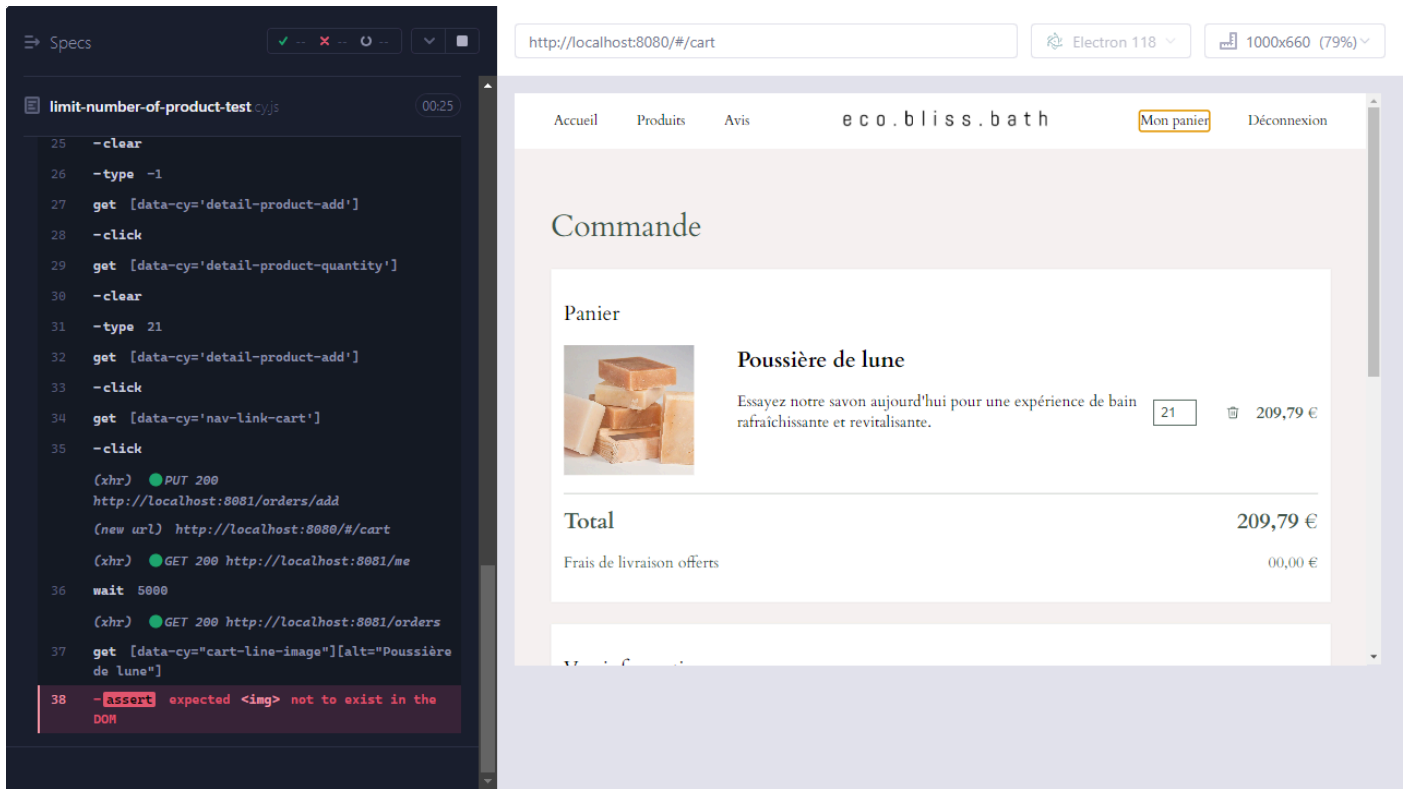 Specs
✓ -- ✕ -- --
limit-number-of-product-test.cy.js 00:25
25 -clear
26 -type -1
27 get [data-cy='detail-product-add']
28 -click
29 get [data-cy='detail-product-quantity']
30 -clear
31 -type 21
32 get [data-cy='detail-product-add']
33 -click
34 get [data-cy='nav-link-cart']
35 -click
(xhr) PUT 200
http://localhost:8081/orders/add
(new url) http://localhost:8080/#/cart
(xhr) GET 200 http://localhost:8081/me
36 wait 5000
(xhr) GET 200 http://localhost:8081/orders
37 get [data-cy="cart-line-image"][alt="Poussière
de lune"]
38 -assert expected <img> not to exist in the
DOM
http://localhost:8080/#/cart
Electron 118
1000x660 (79%)
Accueil Produits Avis eco.bliss.bath Mon panier Déconnexion
Commande
Panier
Poussière de lune
Essayez notre savon aujourd'hui pour une expérience de bain
rafraîchissante et revitalisante.
21 209,79 €
Total 209,79 €
Frais de livraison offerts 00,00 €